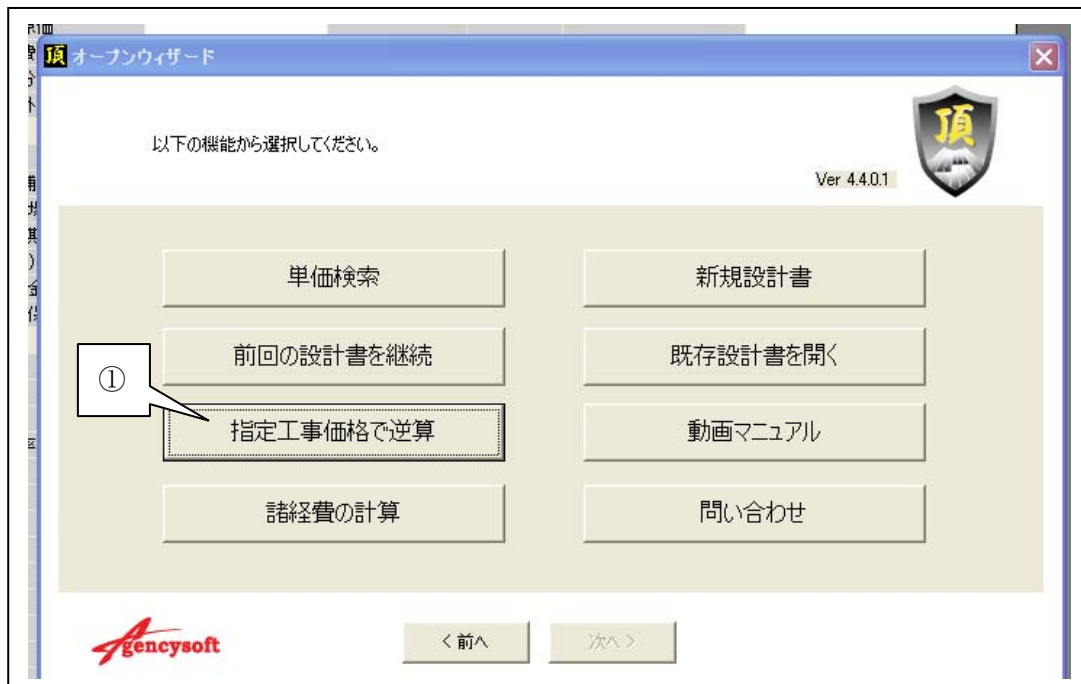 頂 オープンウィザード
以下の機能から選択してください。
頂
Ver 4.4.0.1
単価検索
新規設計書
前回の設計書を継続
既存設計書を開く
①
指定工事価格で逆算
動画マニュアル
諸経費の計算
問い合わせ
Agencysoft
< 前へ
次へ >